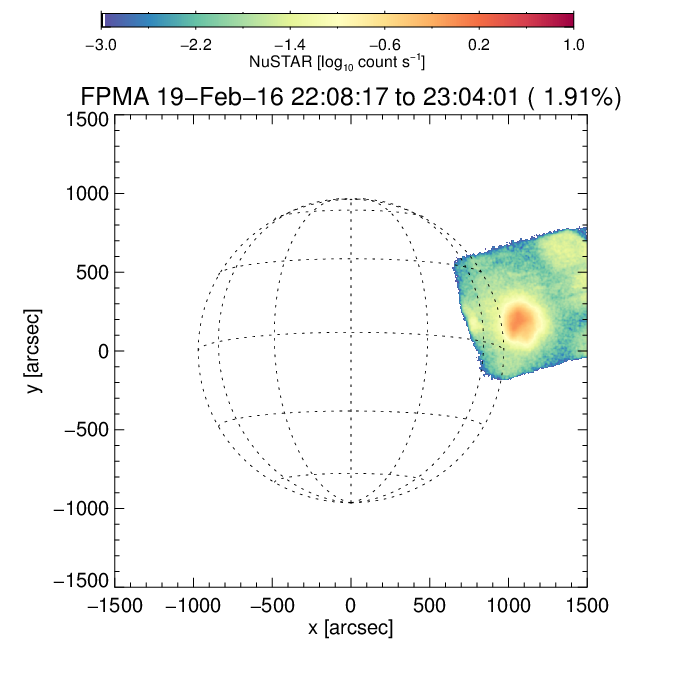 −3.0 −2.2 −1.4 −0.6 0.2 1.0
NuSTAR [log₁₀ count s⁻¹]
FPMA 19−Feb−16 22:08:17 to 23:04:01 ( 1.91%)
1500
1000
500
0
−500
−1000
−1500
y [arcsec]
−1500 −1000 −500 0 500 1000 1500
x [arcsec]